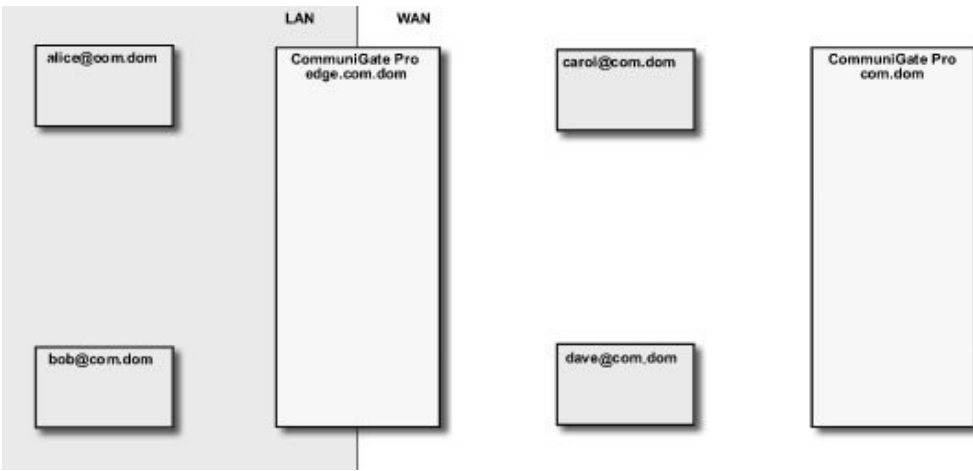 LAN WAN
alice@com.dom
CommuniGate Pro
edge.com.dom
carol@com.dom
CommuniGate Pro
com.dom
bob@com.dom
dave@com.dom